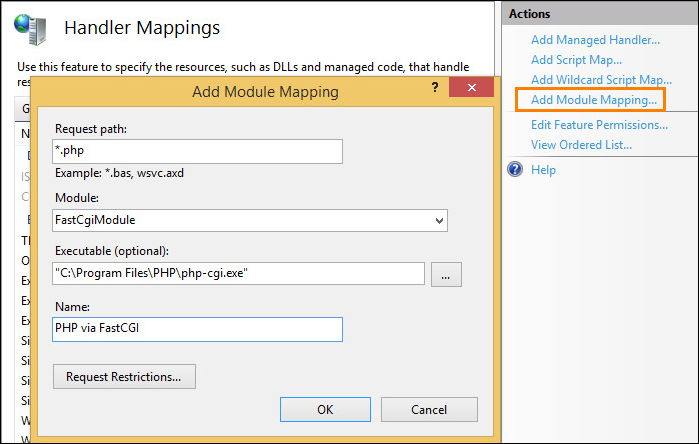 Handler Mappings
Use this feature to specify the resources, such as DLLs and managed code, that handle
res
G
N
D
IS
C
E
Th
O
Ex
Ex
Ex
Si
Si
Si
Si
W
W
Add Module Mapping
?
Request path:
*.php
Example: *.bas, wsvc.axd
Module:
FastCgiModule
Executable (optional):
"C:\Program Files\PHP\php-cgi.exe"
...
Name:
PHP via FastCGI
Request Restrictions...
OK
Cancel
Actions
Add Managed Handler...
Add Script Map...
Add Wildcard Script Map...
Add Module Mapping...
Edit Feature Permissions...
View Ordered List...
Help